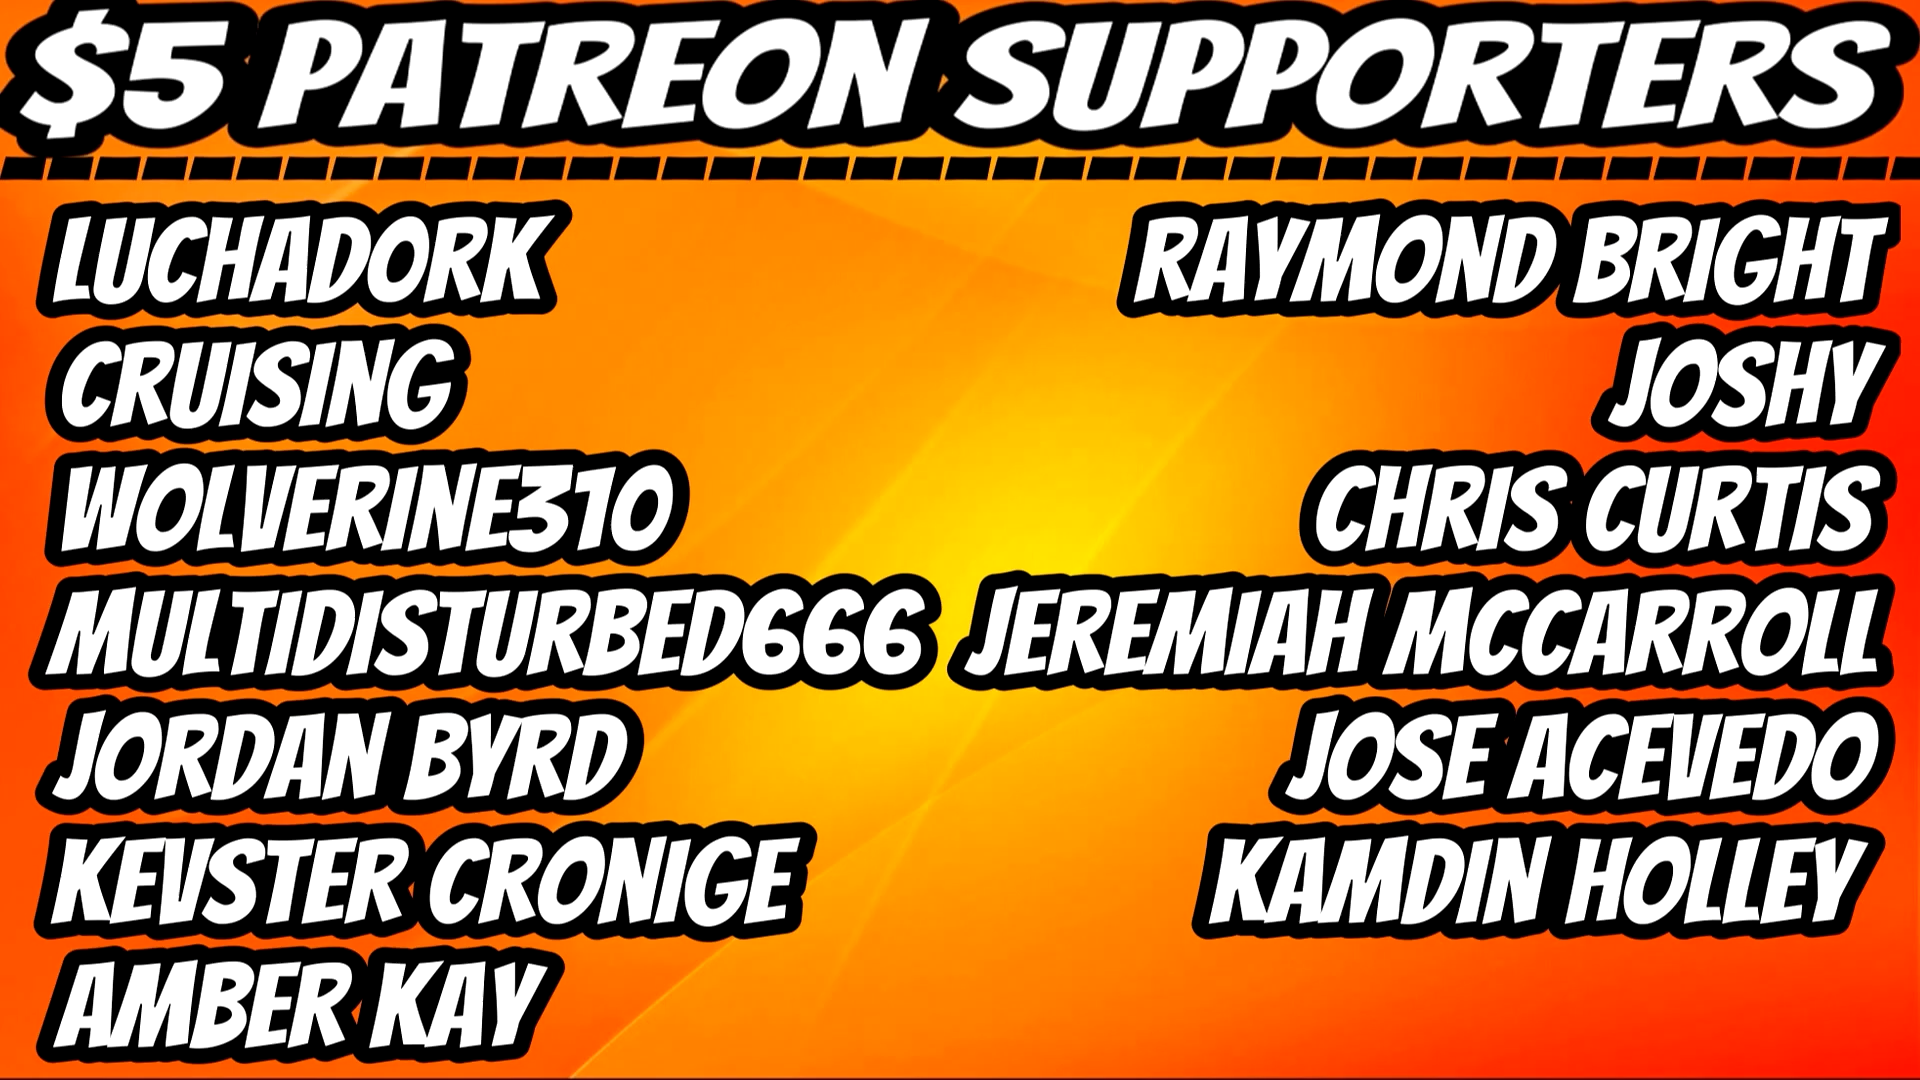 $5 PATREON SUPPORTERS
LUCHADORK
CRUISING
WOLVERINE310
MULTIDISTURBED666
JORDAN BYRD
KEVSTER CRONIGE
AMBER KAY
RAYMOND BRIGHT
JOSHY
CHRIS CURTIS
JEREMIAH MCCARROLL
JOSE ACEVEDO
KAMDIN HOLLEY